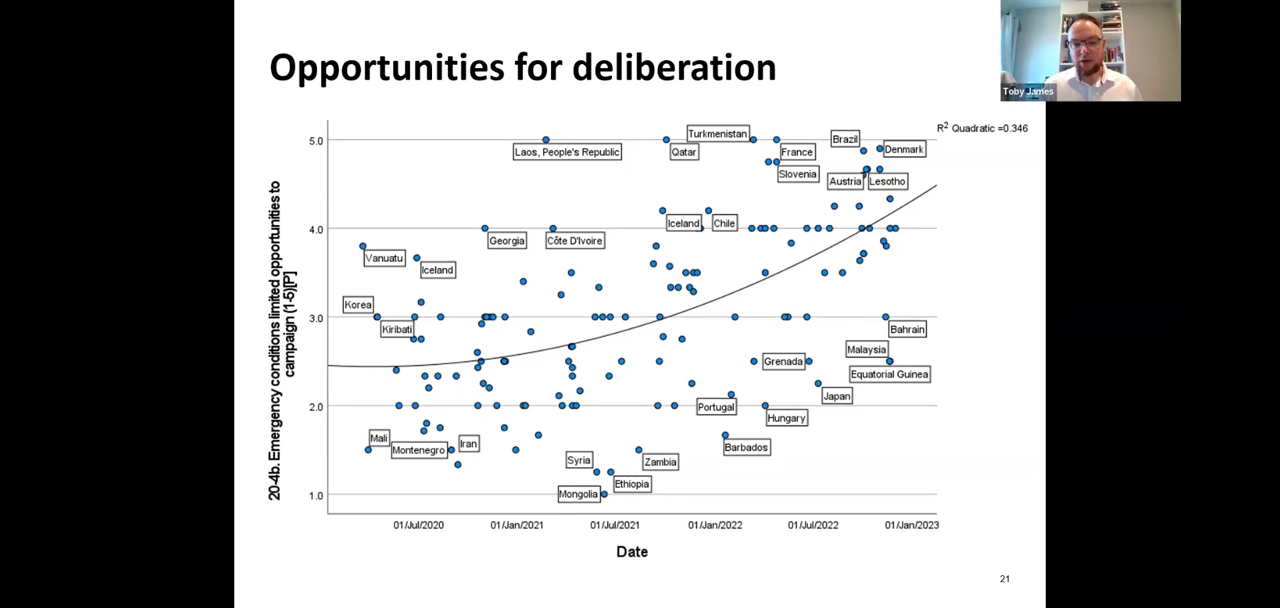 Opportunities for deliberation
Toby James
R2 Quadratic =0.346
20-4b. Emergency conditions limited opportunities to
campaign (1-5)[P]
5.0
4.0
3.0
2.0
1.0
Turkmenistan
Brazil
Laos, People's Republic
Qatar
France
Denmark
Slovenia
Austria
Lesotho
Iceland
Chile
Georgia
Côte D'Ivoire
Vanuatu
Iceland
Korea
Kiribati
Bahrain
Malaysia
Grenada
Equatorial Guinea
Japan
Portugal
Hungary
Mali
Montenegro
Iran
Barbados
Syria
Zambia
Ethiopia
Mongolia
01/Jul/2020
01/Jan/2021
01/Jul/2021
01/Jan/2022
01/Jul/2022
01/Jan/2023
Date
21